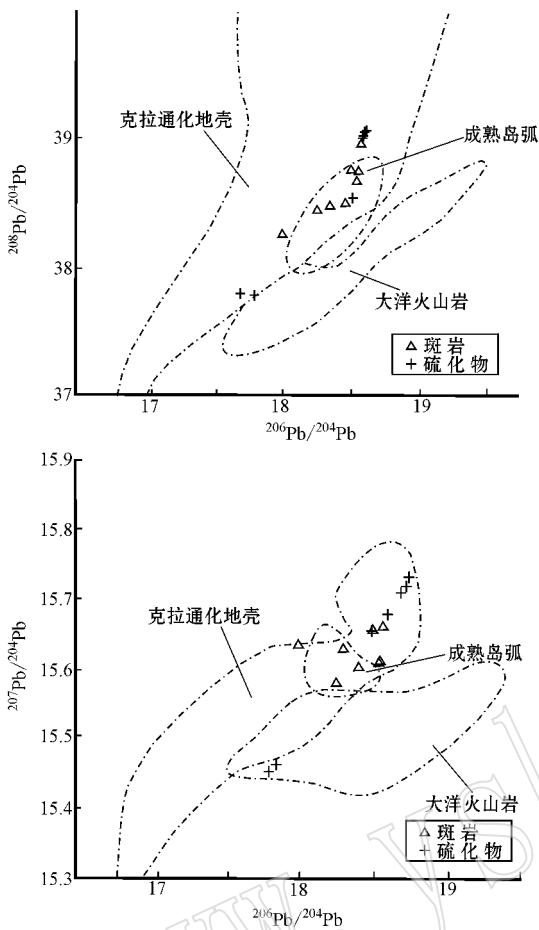 克拉通化地壳
成熟岛弧
39
208Pb/204Pb
38
大洋火山岩
△ 斑岩
+ 硫化物
37
17
18
19
206Pb/204Pb
15.9
15.8
15.7
克拉通化地壳
207Pb/204Pb
15.6
成熟岛弧
15.5
15.4
大洋火山岩
△ 斑岩
+ 硫化物
15.3
17
18
19
206Pb/204Pb